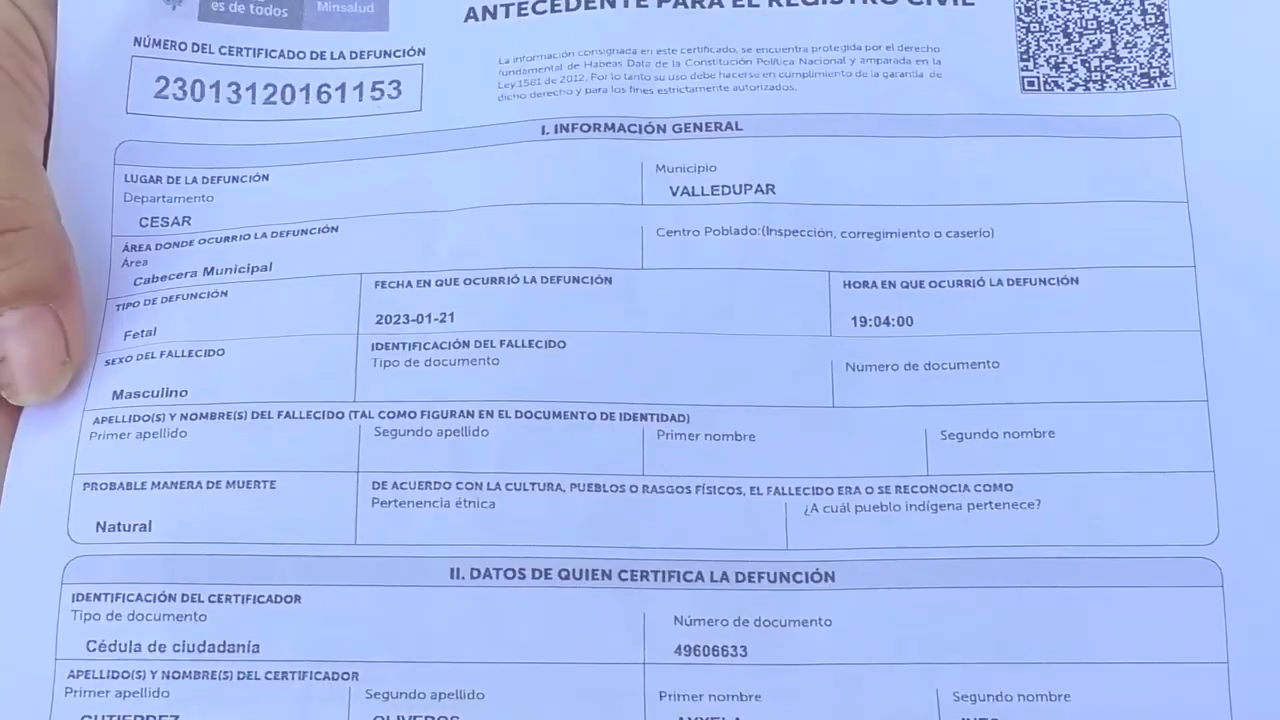 es de todos
Minsalud
ANTECEDENTE PARA EL REGISTRO CIVIL
NÚMERO DEL CERTIFICADO DE LA DEFUNCIÓN
23013120161153
La información consignada en este certificado, se encuentra protegida por el derecho
fundamental de Habeas Data de la Constitución Política Nacional y amparada en la
Ley 1581 de 2012. Por lo tanto su uso debe hacerse en cumplimiento de la garantía de
dicho derecho y para los fines estrictamente autorizados.
I. INFORMACIÓN GENERAL
LUGAR DE LA DEFUNCIÓN
Departamento
CESAR
Municipio
VALLEDUPAR
ÁREA DONDE OCURRIO LA DEFUNCIÓN
Área
Cabecera Municipal
Centro Poblado:(Inspección, corregimiento o caserio)
TIPO DE DEFUNCIÓN
Fetal
FECHA EN QUE OCURRIÓ LA DEFUNCIÓN
2023-01-21
HORA EN QUE OCURRIÓ LA DEFUNCIÓN
19:04:00
SEXO DEL FALLECIDO
Masculino
IDENTIFICACIÓN DEL FALLECIDO
Tipo de documento
Número de documento
APELLIDO(S) Y NOMBRE(S) DEL FALLECIDO (TAL COMO FIGURAN EN EL DOCUMENTO DE IDENTIDAD)
Primer apellido
Segundo apellido
Primer nombre
Segundo nombre
PROBABLE MANERA DE MUERTE
Natural
DE ACUERDO CON LA CULTURA, PUEBLOS O RASGOS FÍSICOS, EL FALLECIDO ERA O SE RECONOCIA COMO
Pertenencia étnica
¿A cuál pueblo indígena pertenece?
II. DATOS DE QUIEN CERTIFICA LA DEFUNCIÓN
IDENTIFICACIÓN DEL CERTIFICADOR
Tipo de documento
Cédula de ciudadanía
Número de documento
49606633
APELLIDO(S) Y NOMBRE(S) DEL CERTIFICADOR
Primer apellido
Segundo apellido
Primer nombre
Segundo nombre